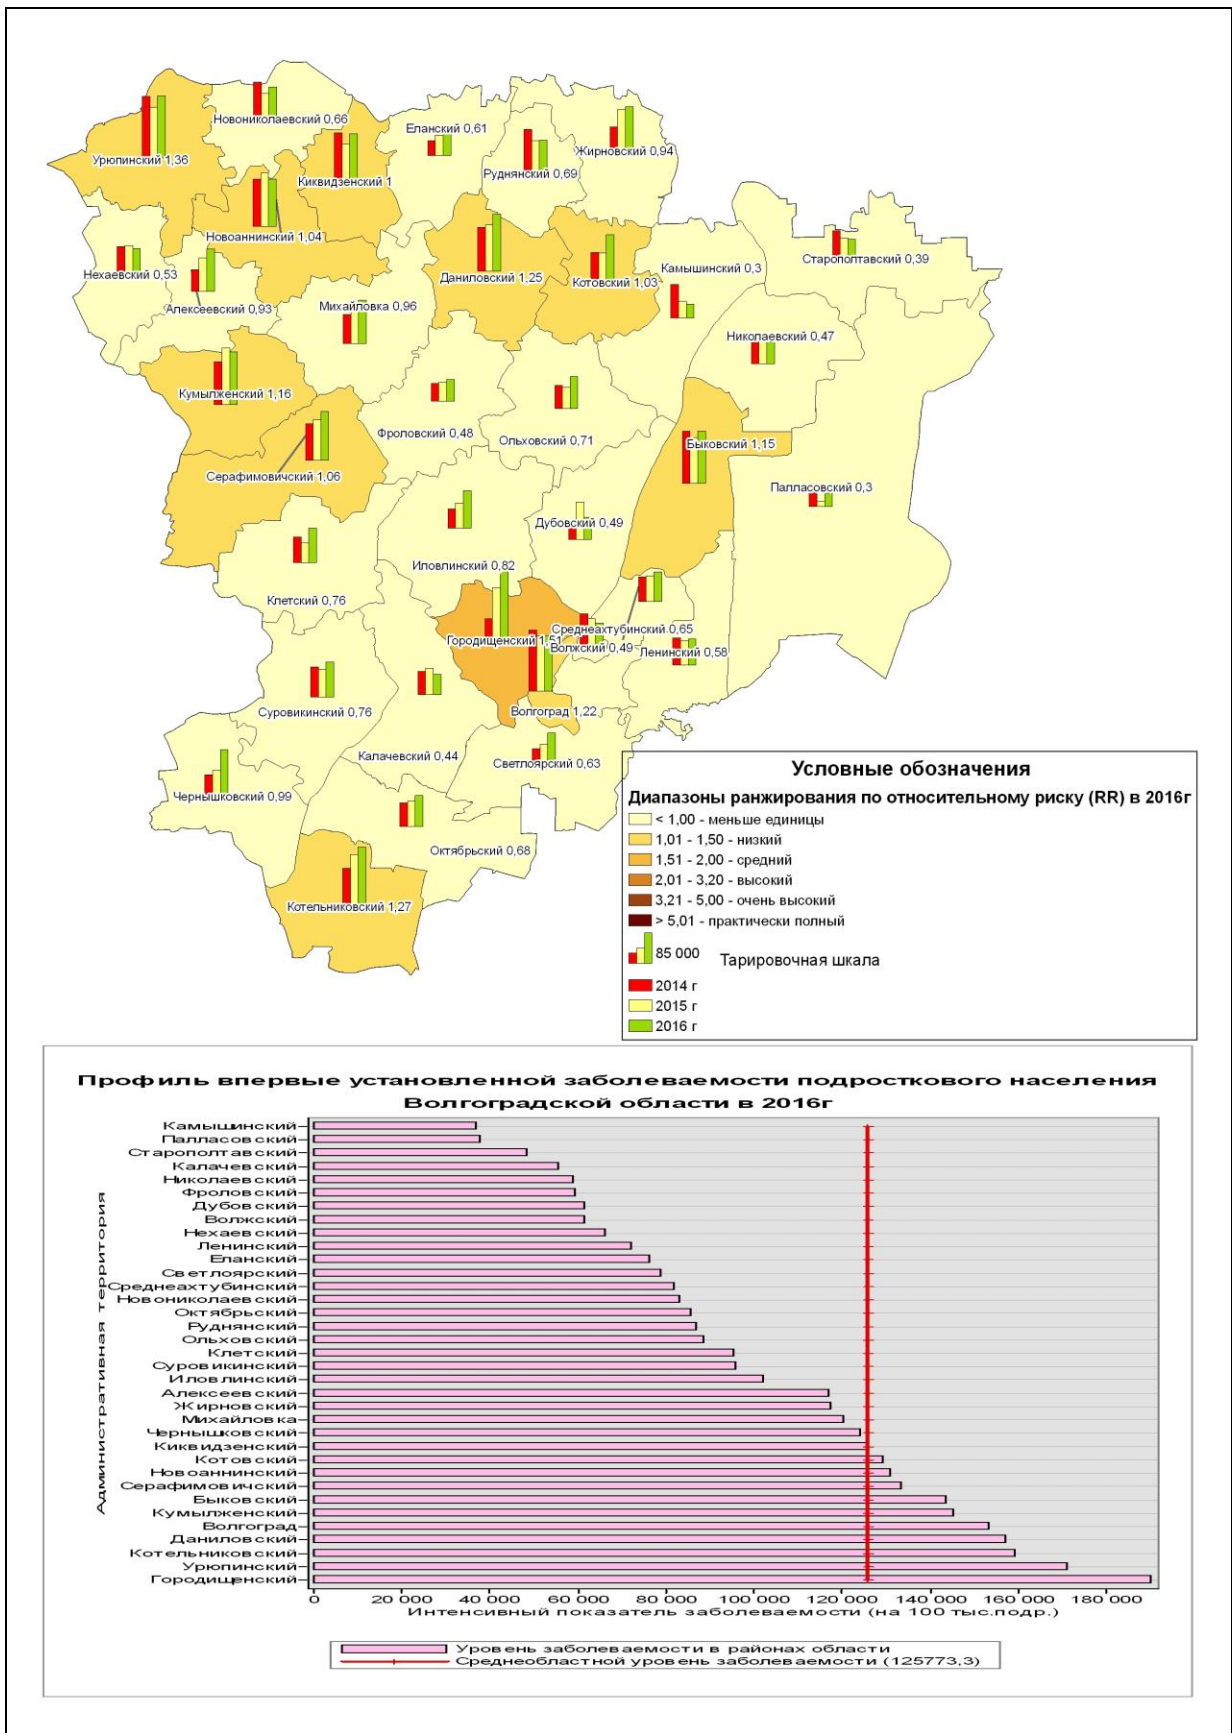 Новониколаевский 0,66
Еланский 0,61
Урюпинский 1,36
Киквидзенский 1
Руднянский 0,69
Жирновский 0,94
Новоаннинский 1,04
Нехаевский 0,53
Алексеевский 0,93
Михайловка 0,96
Даниловский 1,25
Котовский 1,03
Камышинский 0,3
Старополтавский 0,39
Николаевский 0,47
Кумылженский 1,16
Фроловский 0,48
Ольховский 0,71
Быковский 1,15
Серафимовичский 1,06
Палласовский 0,3
Дубовский 0,49
Иловлинский 0,82
Клетский 0,76
Городищенский 1,51
Среднеахтубинский 0,65
Волжский 0,49
Ленинский 0,58
Суровикинский 0,76
Волгоград 1,22
Калачевский 0,44
Светлоярский 0,63
Чернышковский 0,99
Октябрьский 0,68
Котельниковский 1,27
Условные обозначения
Диапазоны ранжирования по относительному риску (RR) в 2016г
< 1,00 - меньше единицы
1,01 - 1,50 - низкий
1,51 - 2,00 - средний
2,01 - 3,20 - высокий
3,21 - 5,00 - очень высокий
> 5,01 - практически полный
85 000 Тарировочная шкала
2014 г
2015 г
2016 г
Профиль впервые установленной заболеваемости подросткового населения
Волгоградской области в 2016г
Административная территория
Камышинский
Палласовский
Старополтавский
Калачевский
Николаевский
Фроловский
Дубовский
Волжский
Нехаевский
Ленинский
Еланский
Светлоярский
Среднеахтубинский
Новониколаевский
Октябрьский
Руднянский
Ольховский
Клетский
Суровикинский
Иловлинский
Алексеевский
Жирновский
Михайловка
Чернышковский
Киквидзенский
Котовский
Новоаннинский
Серафимовичский
Быковский
Кумылженский
Волгоград
Даниловский
Котельниковский
Урюпинский
Городищенский
0 20 000 40 000 60 000 80 000 100 000 120 000 140 000 160 000 180 000
Интенсивный показатель заболеваемости (на 100 тыс.подр.)
Уровень заболеваемости в районах области
Среднеобластной уровень заболеваемости (125773,3)